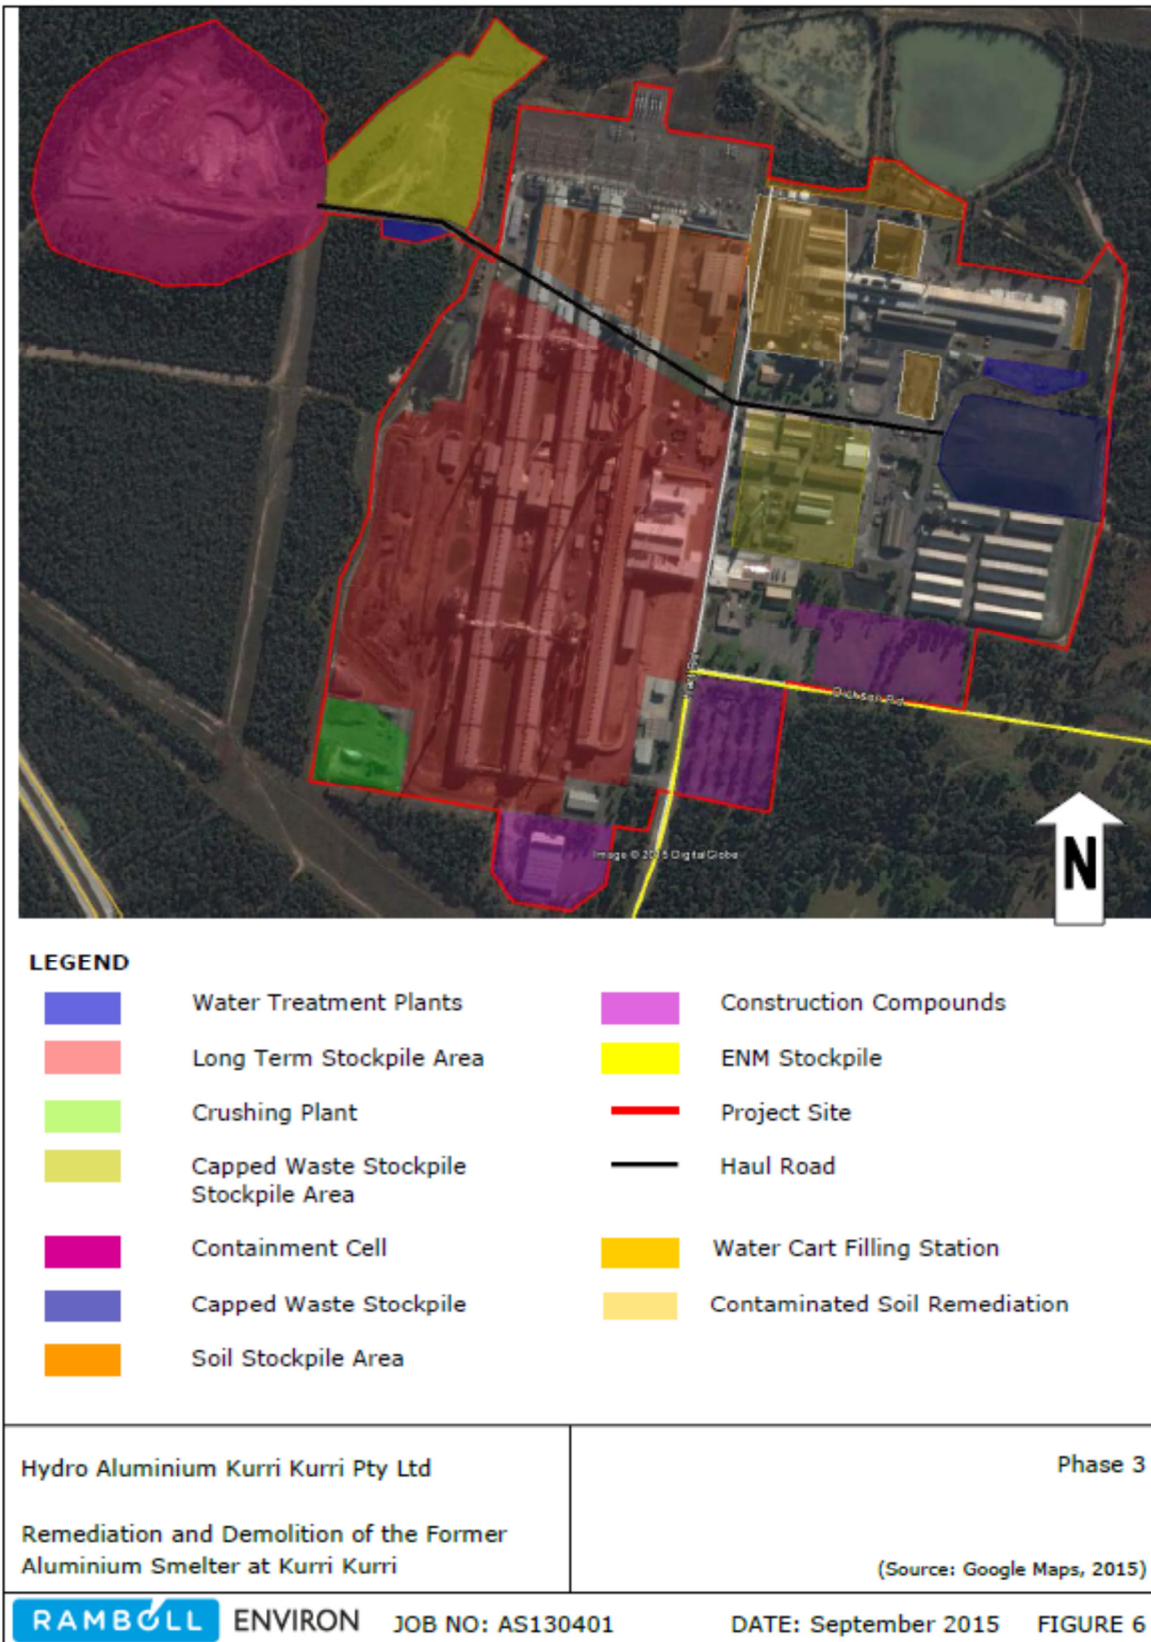 Dickson Rd
Image © 2015 DigitalGlobe
N
LEGEND
Water Treatment Plants
Long Term Stockpile Area
Crushing Plant
Capped Waste Stockpile
Stockpile Area
Containment Cell
Capped Waste Stockpile
Soil Stockpile Area
Construction Compounds
ENM Stockpile
Project Site
Haul Road
Water Cart Filling Station
Contaminated Soil Remediation
Hydro Aluminium Kurri Kurri Pty Ltd
Remediation and Demolition of the Former
Aluminium Smelter at Kurri Kurri
Phase 3
(Source: Google Maps, 2015)
RAMBOLL ENVIRON JOB NO: AS130401 DATE: September 2015 FIGURE 6